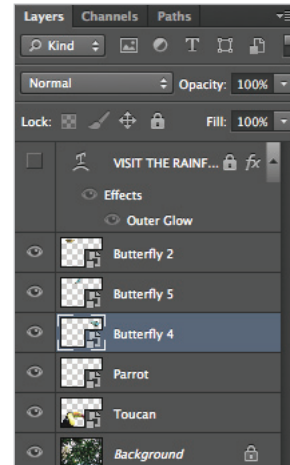 Layers Channels Paths
Kind
Normal Opacity: 100%
Lock: Fill: 100%
VISIT THE RAINF... fx
Effects
Outer Glow
Butterfly 2
Butterfly 5
Butterfly 4
Parrot
Toucan
Background